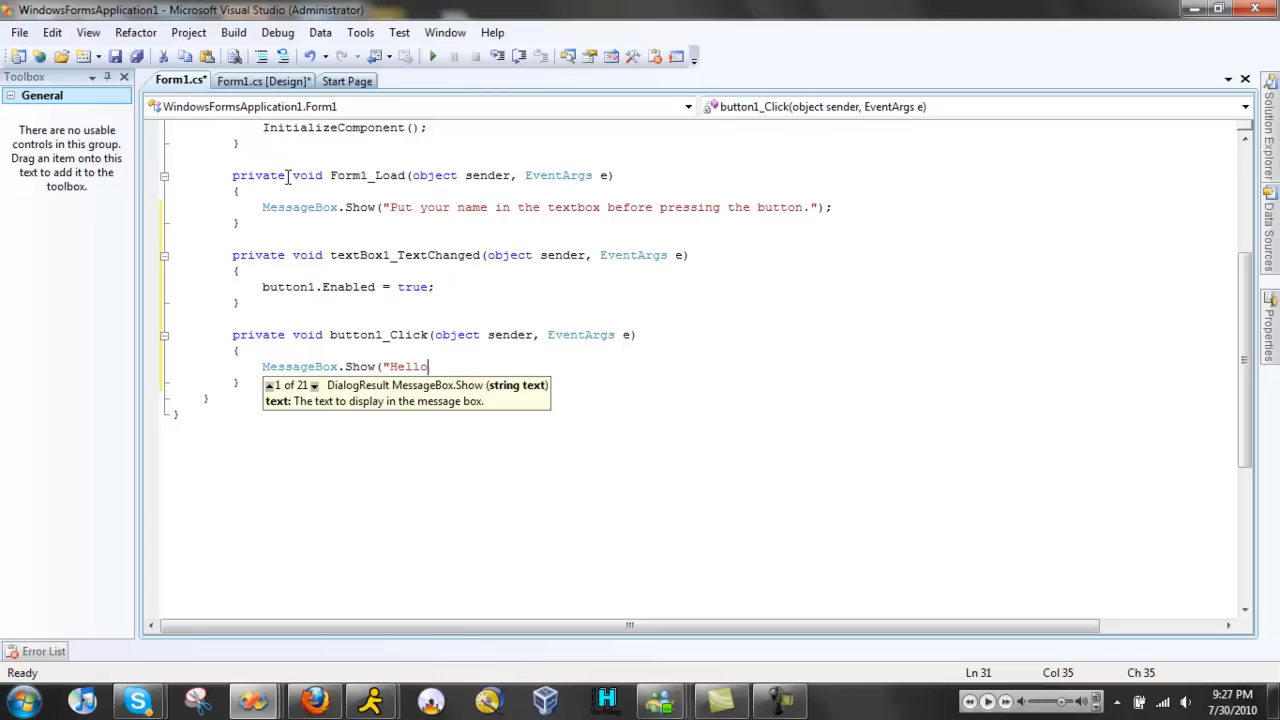 WindowsFormsApplication1 - Microsoft Visual Studio (Administrator)
File Edit View Refactor Project Build Debug Data Tools Test Window Help
Toolbox
General
There are no usable
controls in this group.
Drag an item onto this
text to add it to the
toolbox.
Form1.cs* Form1.cs [Design]* Start Page
WindowsFormsApplication1.Form1 button1_Click(object sender, EventArgs e)
InitializeComponent();
}
private void Form1_Load(object sender, EventArgs e)
{
MessageBox.Show("Put your name in the textbox before pressing the button.");
}
private void textBox1_TextChanged(object sender, EventArgs e)
{
button1.Enabled = true;
}
private void button1_Click(object sender, EventArgs e)
{
MessageBox.Show("Hello
}
1 of 21 DialogResult MessageBox.Show (string text)
text: The text to display in the message box.
}
}
Solution Explorer
Data Sources
Properties
Error List
Ready Ln 31 Col 35 Ch 35
9:27 PM
7/30/2010